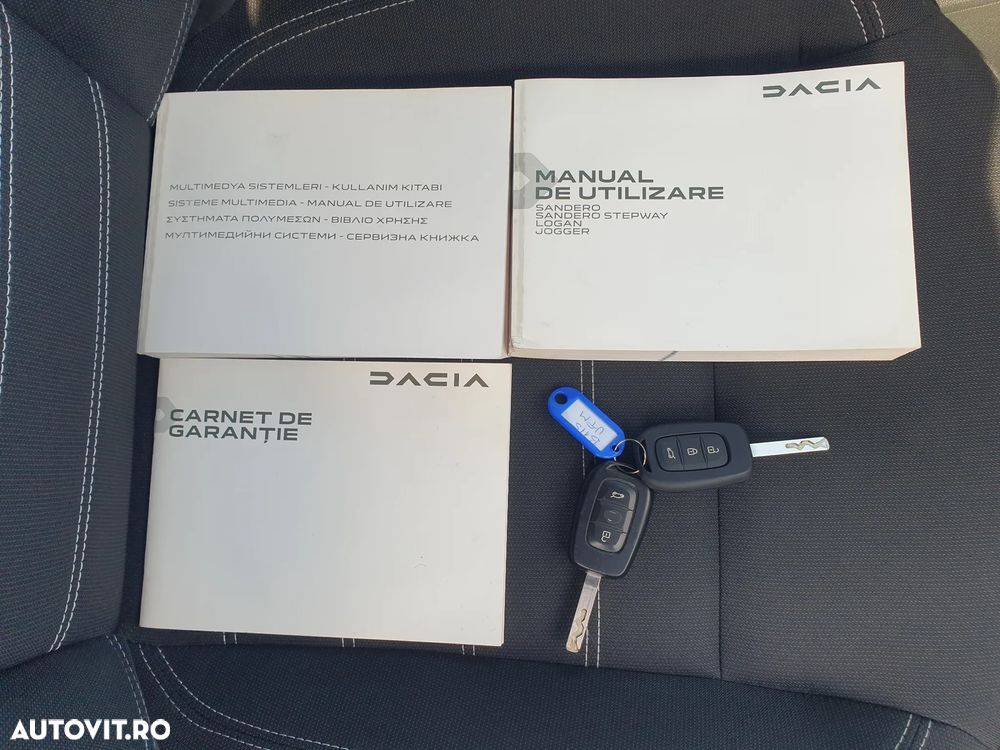 MULTIMEDYA SISTEMLERI - KULLANIM KITABI
SISTEME MULTIMEDIA - MANUAL DE UTILIZARE
ΣΥΣΤΗΜΑΤΑ ΠΟΛΥΜΕΣΩΝ - ΒΙΒΛΙΟ ΧΡΗΣΗΣ
МУЛТИМЕДИЙНИ СИСТЕМИ - СЕРВИЗНА КНИЖКА
DACIA
MANUAL
DE UTILIZARE
SANDERO
SANDERO STEPWAY
LOGAN
JOGGER
DACIA
CARNET DE
GARANȚIE
AUTOVIT.RO